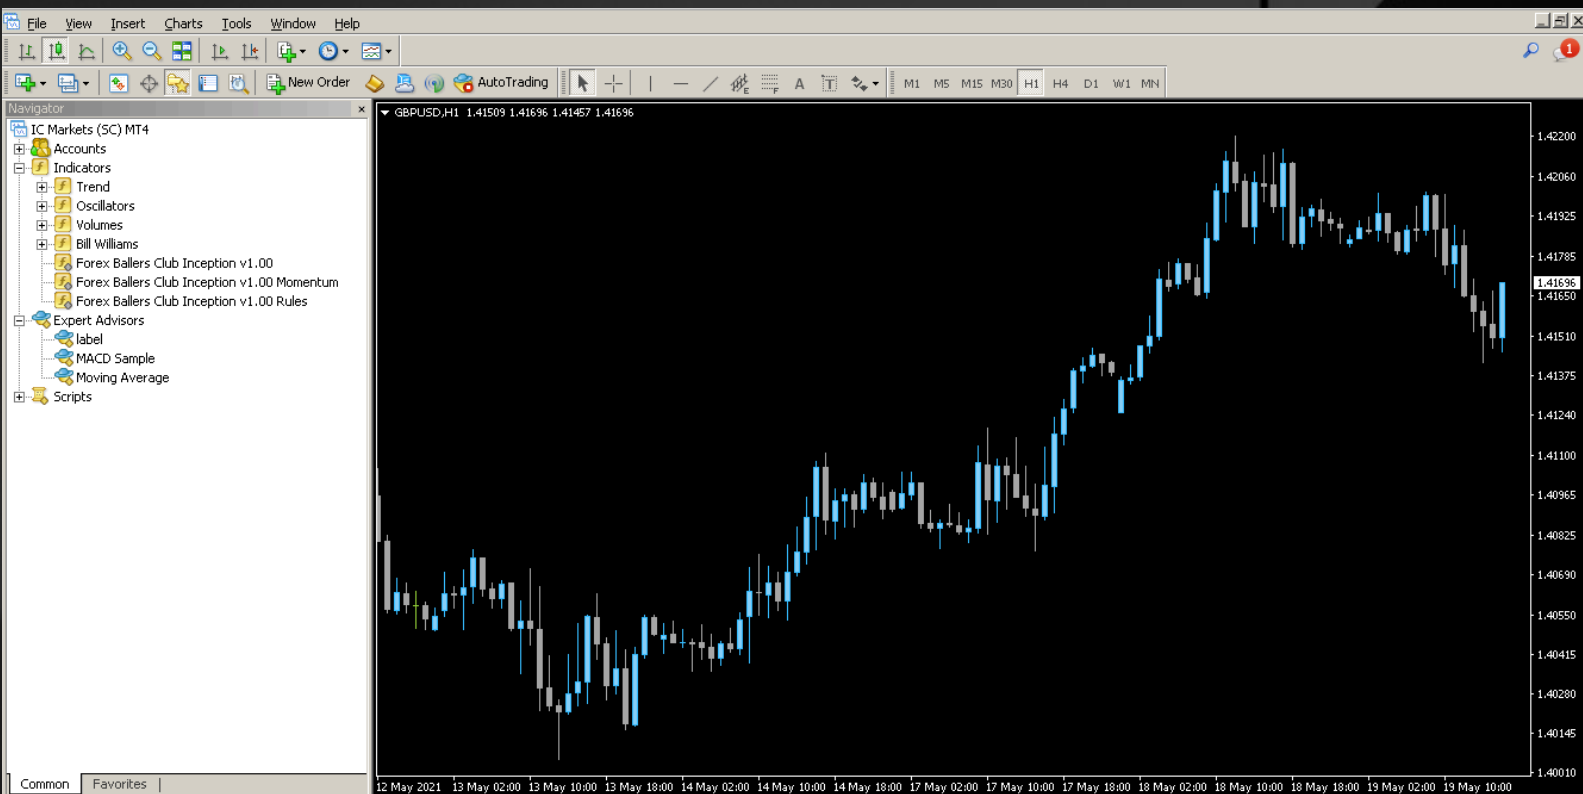 File View Insert Charts Tools Window Help
1
New Order AutoTrading A T M1 M5 M15 M30 H1 H4 D1 W1 MN
Navigator
IC Markets (SC) MT4
Accounts
Indicators
Trend
Oscillators
Volumes
Bill Williams
Forex Ballers Club Inception v1.00
Forex Ballers Club Inception v1.00 Momentum
Forex Ballers Club Inception v1.00 Rules
Expert Advisors
label
MACD Sample
Moving Average
Scripts
Common Favorites
GBPUSD,H1 1.41509 1.41696 1.41457 1.41696
1.42200
1.42060
1.41925
1.41785
1.41696
1.41650
1.41510
1.41375
1.41240
1.41100
1.40965
1.40825
1.40690
1.40550
1.40415
1.40280
1.40145
1.40010
12 May 2021 13 May 02:00 13 May 10:00 13 May 18:00 14 May 02:00 14 May 10:00 14 May 18:00 17 May 02:00 17 May 10:00 17 May 18:00 18 May 02:00 18 May 10:00 18 May 18:00 19 May 02:00 19 May 10:00